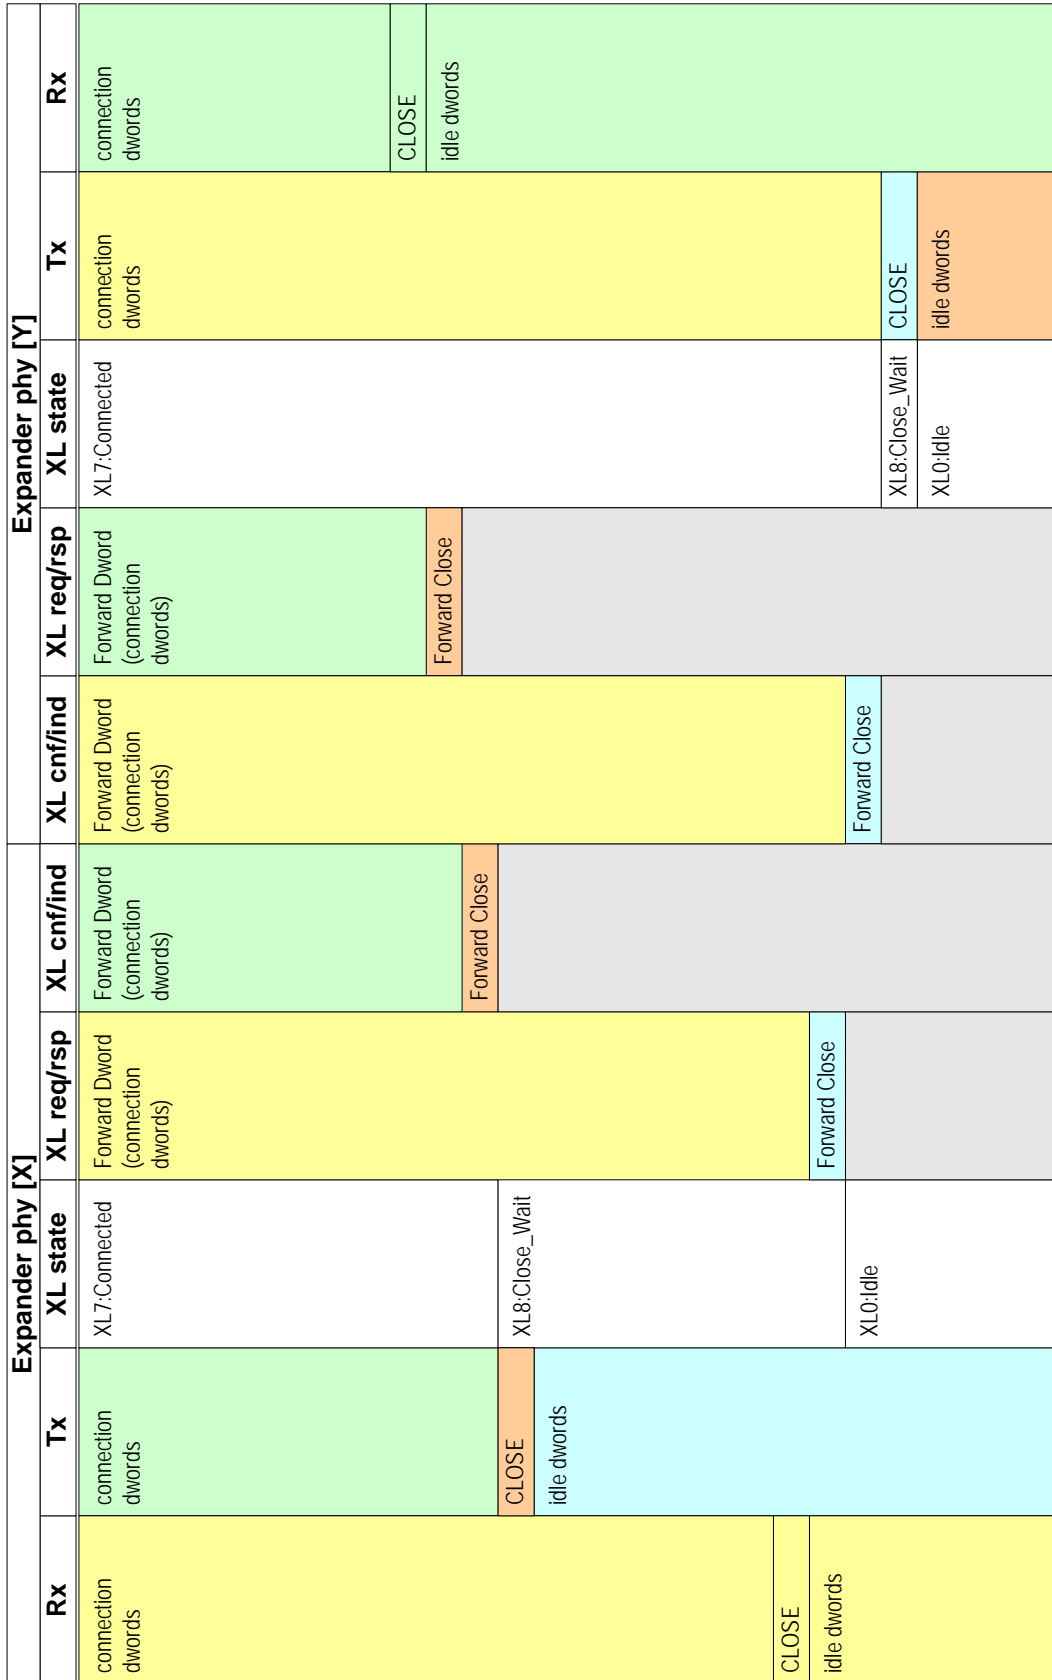 Expander phy [X]
Expander phy [Y]
Rx
Tx
XL state
XL req/rsp
XL cnf/ind
XL cnf/ind
XL req/rsp
XL state
Tx
Rx
connection
dwords
CLOSE
idle dwords
connection
dwords
CLOSE
idle dwords
XL7:Connected
XL8:Close_Wait
XL0:Idle
Forward Dword
(connection
dwords)
Forward Close
Forward Dword
(connection
dwords)
Forward Close
Forward Dword
(connection
dwords)
Forward Close
Forward Dword
(connection
dwords)
Forward Close
XL7:Connected
XL8:Close_Wait
XL0:Idle
connection
dwords
CLOSE
idle dwords
connection
dwords
CLOSE
idle dwords